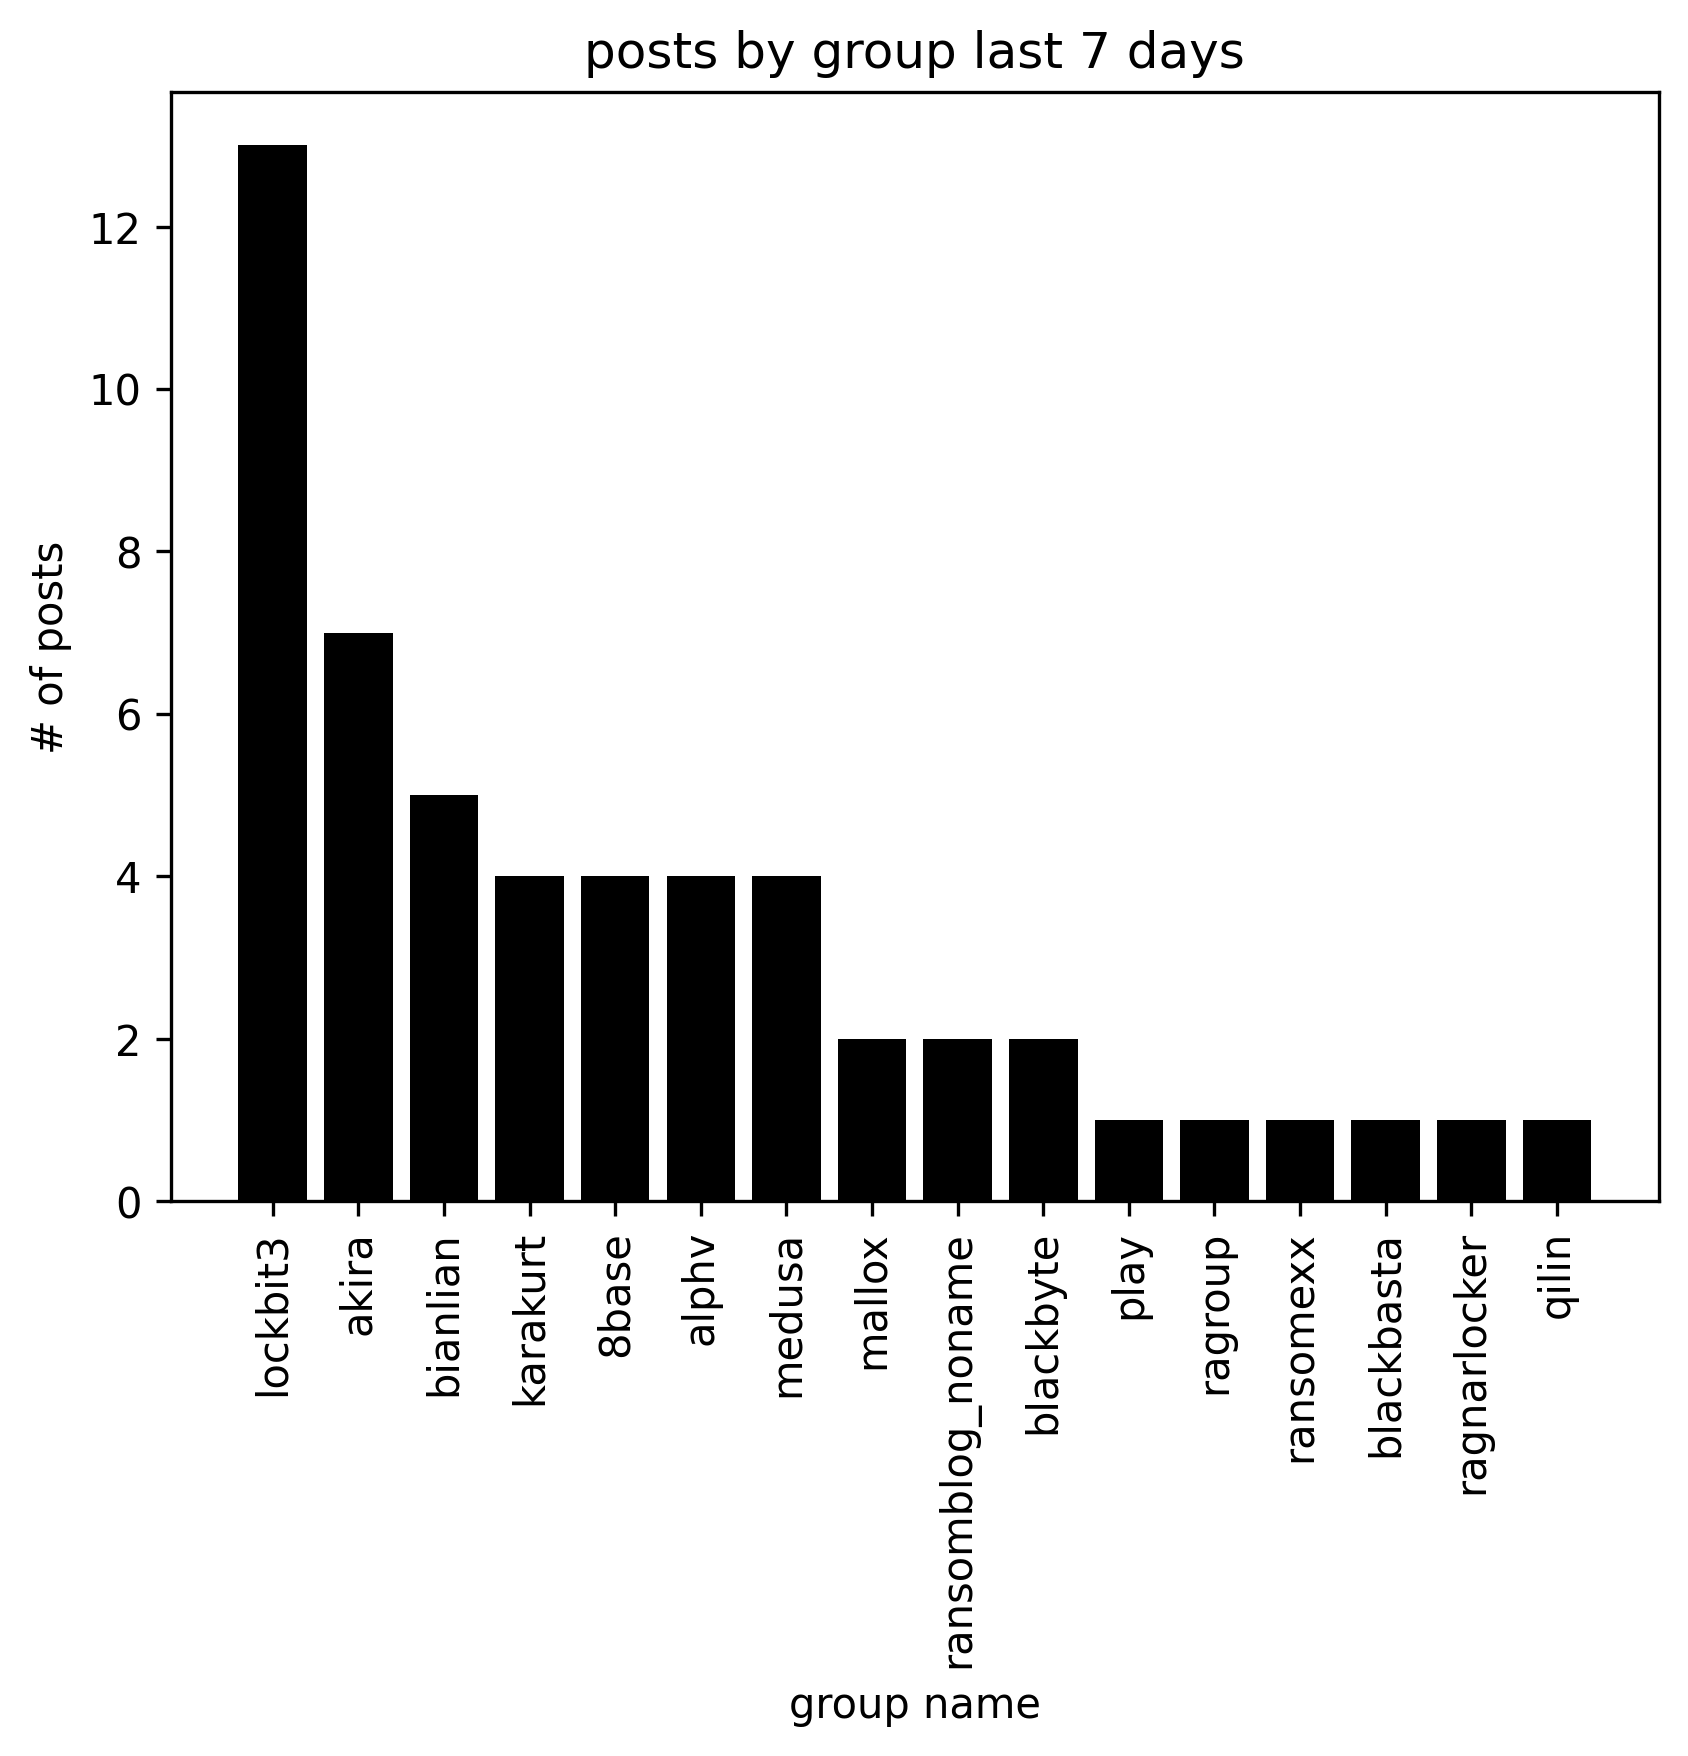 posts by group last 7 days
# of posts
12
10
8
6
4
2
0
lockbit3
akira
bianlian
karakurt
8base
alphv
medusa
mallox
ransomblog_noname
blackbyte
play
ragroup
ransomexx
blackbasta
ragnarlocker
qilin
group name